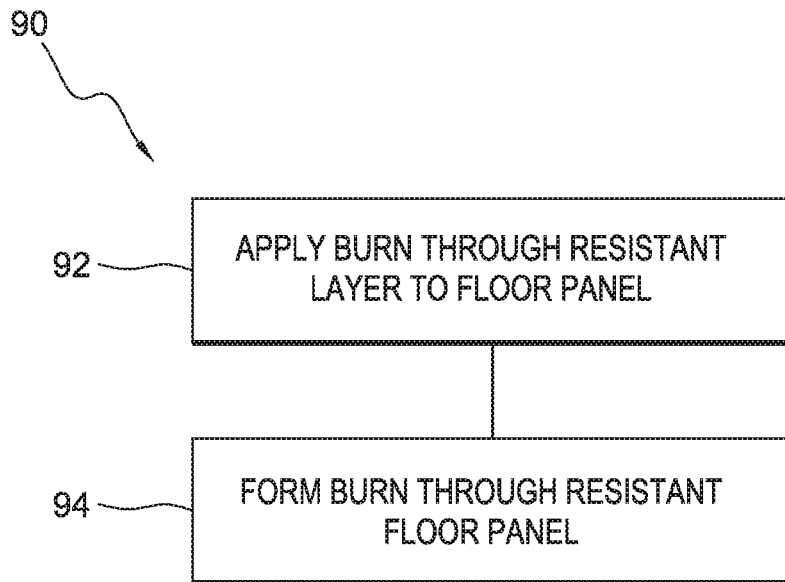 90
92
APPLY BURN THROUGH RESISTANT
LAYER TO FLOOR PANEL
94
FORM BURN THROUGH RESISTANT
FLOOR PANEL